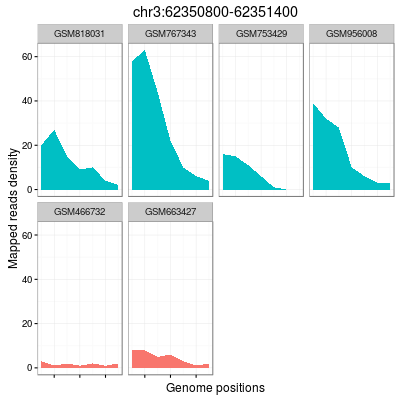 chr3:62350800-62351400
GSM818031 GSM767343 GSM753429 GSM956008
60
40
20
0
GSM466732 GSM663427
60
40
20
0
Mapped reads density
Genome positions